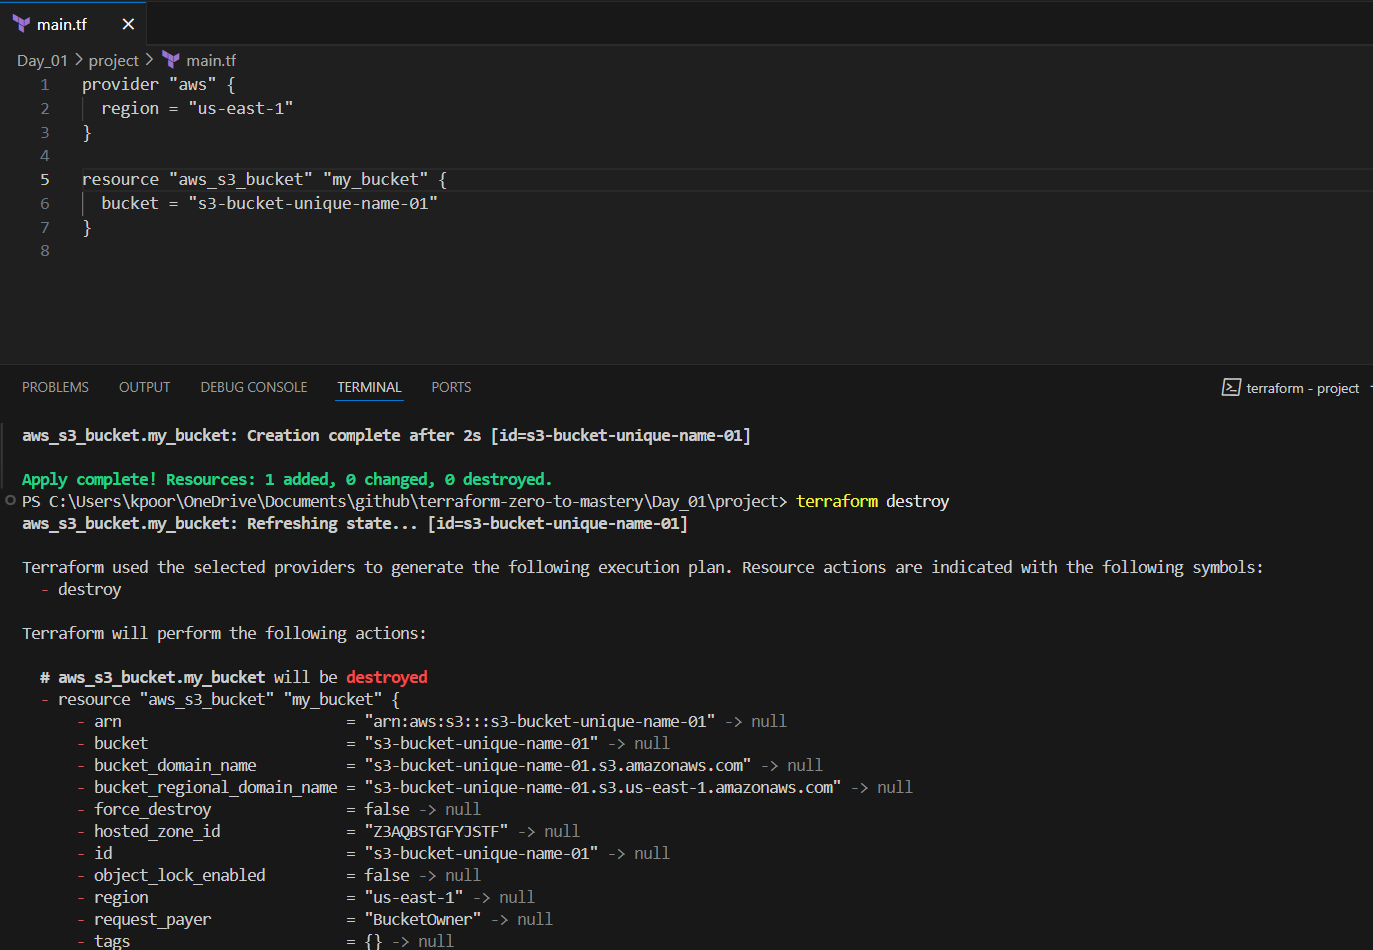 main.tf
Day_01 > project > main.tf
1 provider "aws" {
2   region = "us-east-1"
3 }
4
5 resource "aws_s3_bucket" "my_bucket" {
6   bucket = "s3-bucket-unique-name-01"
7 }
8
PROBLEMS OUTPUT DEBUG CONSOLE TERMINAL PORTS terraform - project
aws_s3_bucket.my_bucket: Creation complete after 2s [id=s3-bucket-unique-name-01]
Apply complete! Resources: 1 added, 0 changed, 0 destroyed.
PS C:\Users\kpoor\OneDrive\Documents\github\terraform-zero-to-mastery\Day_01\project> terraform destroy
aws_s3_bucket.my_bucket: Refreshing state... [id=s3-bucket-unique-name-01]
Terraform used the selected providers to generate the following execution plan. Resource actions are indicated with the following symbols:
  - destroy
Terraform will perform the following actions:
  # aws_s3_bucket.my_bucket will be destroyed
  - resource "aws_s3_bucket" "my_bucket" {
      - arn                         = "arn:aws:s3:::s3-bucket-unique-name-01" -> null
      - bucket                      = "s3-bucket-unique-name-01" -> null
      - bucket_domain_name          = "s3-bucket-unique-name-01.s3.amazonaws.com" -> null
      - bucket_regional_domain_name = "s3-bucket-unique-name-01.s3.us-east-1.amazonaws.com" -> null
      - force_destroy               = false -> null
      - hosted_zone_id              = "Z3AQBSTGFYJSTF" -> null
      - id                          = "s3-bucket-unique-name-01" -> null
      - object_lock_enabled         = false -> null
      - region                      = "us-east-1" -> null
      - request_payer               = "BucketOwner" -> null
      - tags                        = {} -> null